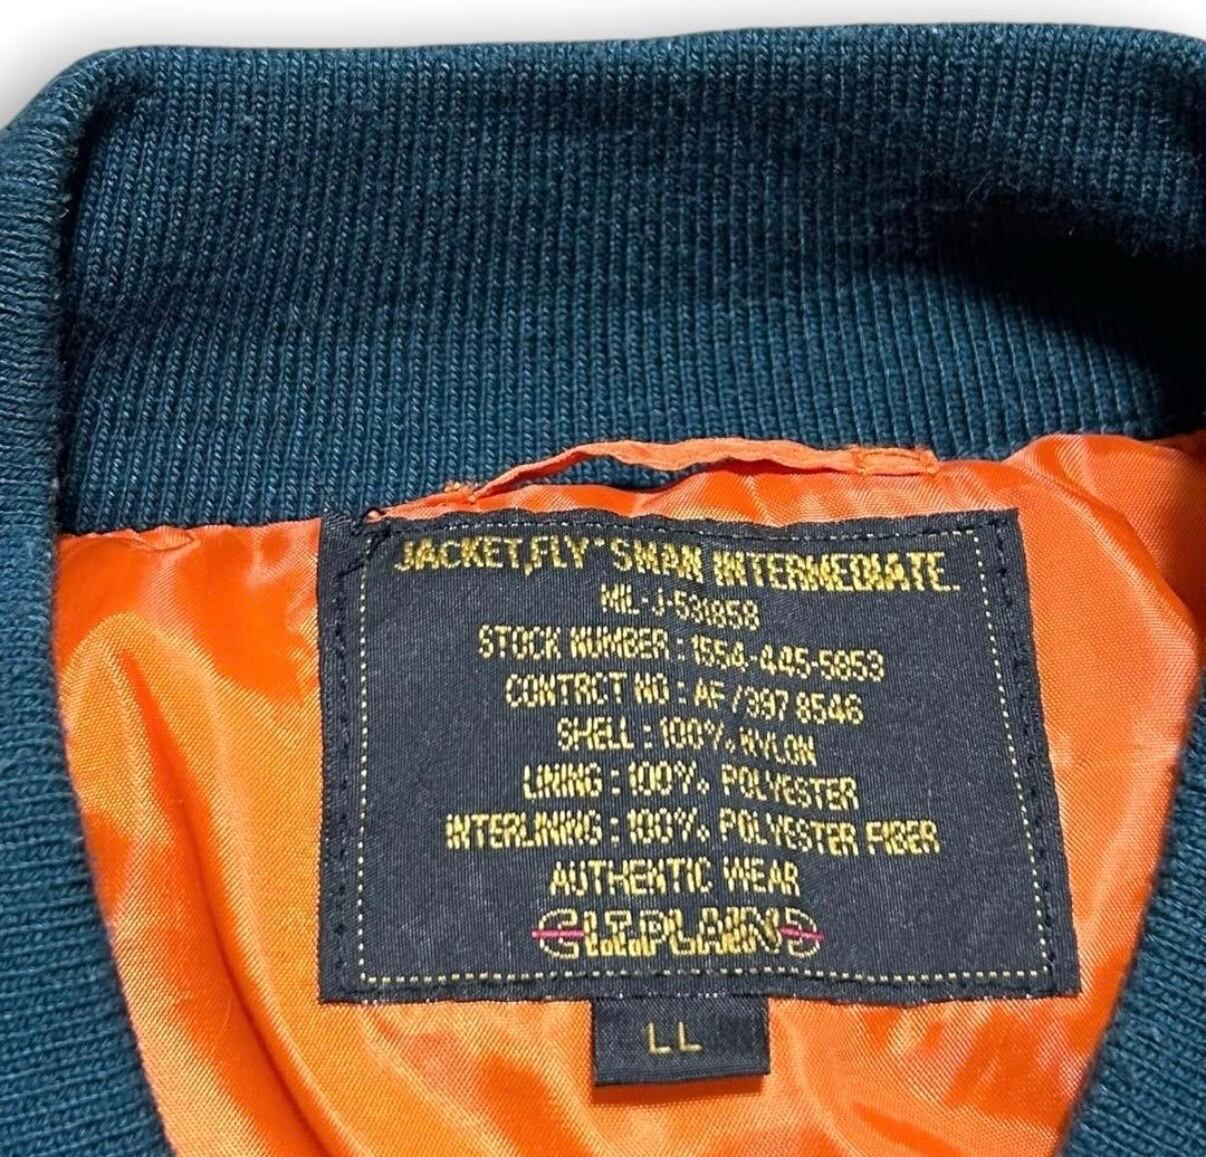 JACKET,FLY"SMAN INTERMEDIATE.
MIL-J-531858
STOCK NUMBER : 1554-445-5853
CONTRCT NO : AF / 397 8546
SHELL : 100% NYLON
LINING : 100% POLYESTER
INTERLINING : 100% POLYESTER FIBER
AUTHENTIC WEAR
LL